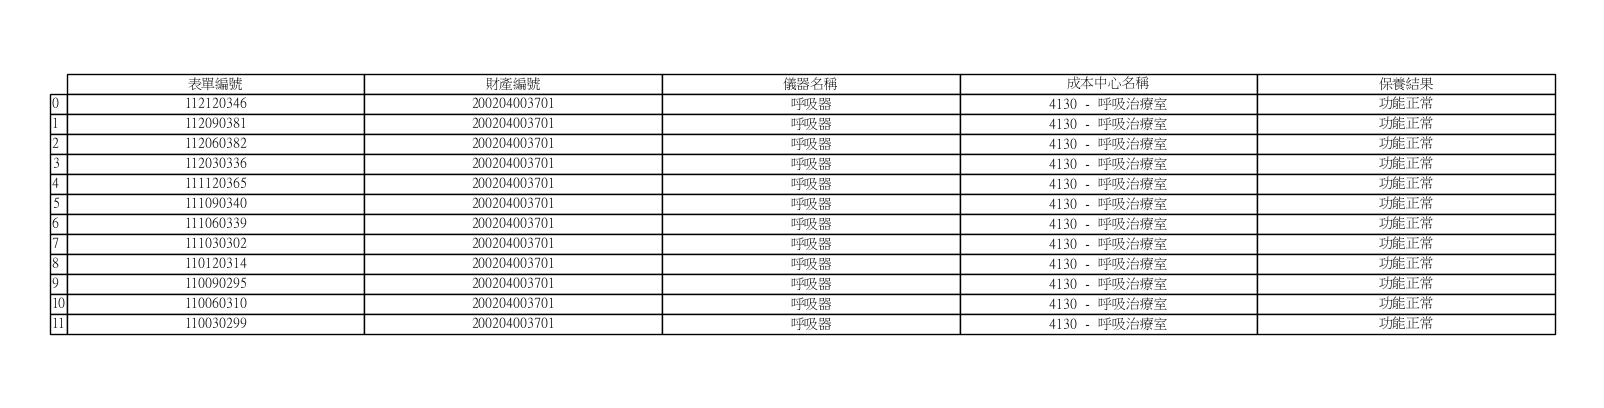 表單編號 財產編號 儀器名稱 成本中心名稱 保養結果
0 112120346 200204003701 呼吸器 4130 - 呼吸治療室 功能正常
1 112090381 200204003701 呼吸器 4130 - 呼吸治療室 功能正常
2 112060382 200204003701 呼吸器 4130 - 呼吸治療室 功能正常
3 112030336 200204003701 呼吸器 4130 - 呼吸治療室 功能正常
4 111120365 200204003701 呼吸器 4130 - 呼吸治療室 功能正常
5 111090340 200204003701 呼吸器 4130 - 呼吸治療室 功能正常
6 111060339 200204003701 呼吸器 4130 - 呼吸治療室 功能正常
7 111030302 200204003701 呼吸器 4130 - 呼吸治療室 功能正常
8 110120314 200204003701 呼吸器 4130 - 呼吸治療室 功能正常
9 110090295 200204003701 呼吸器 4130 - 呼吸治療室 功能正常
10 110060310 200204003701 呼吸器 4130 - 呼吸治療室 功能正常
11 110030299 200204003701 呼吸器 4130 - 呼吸治療室 功能正常